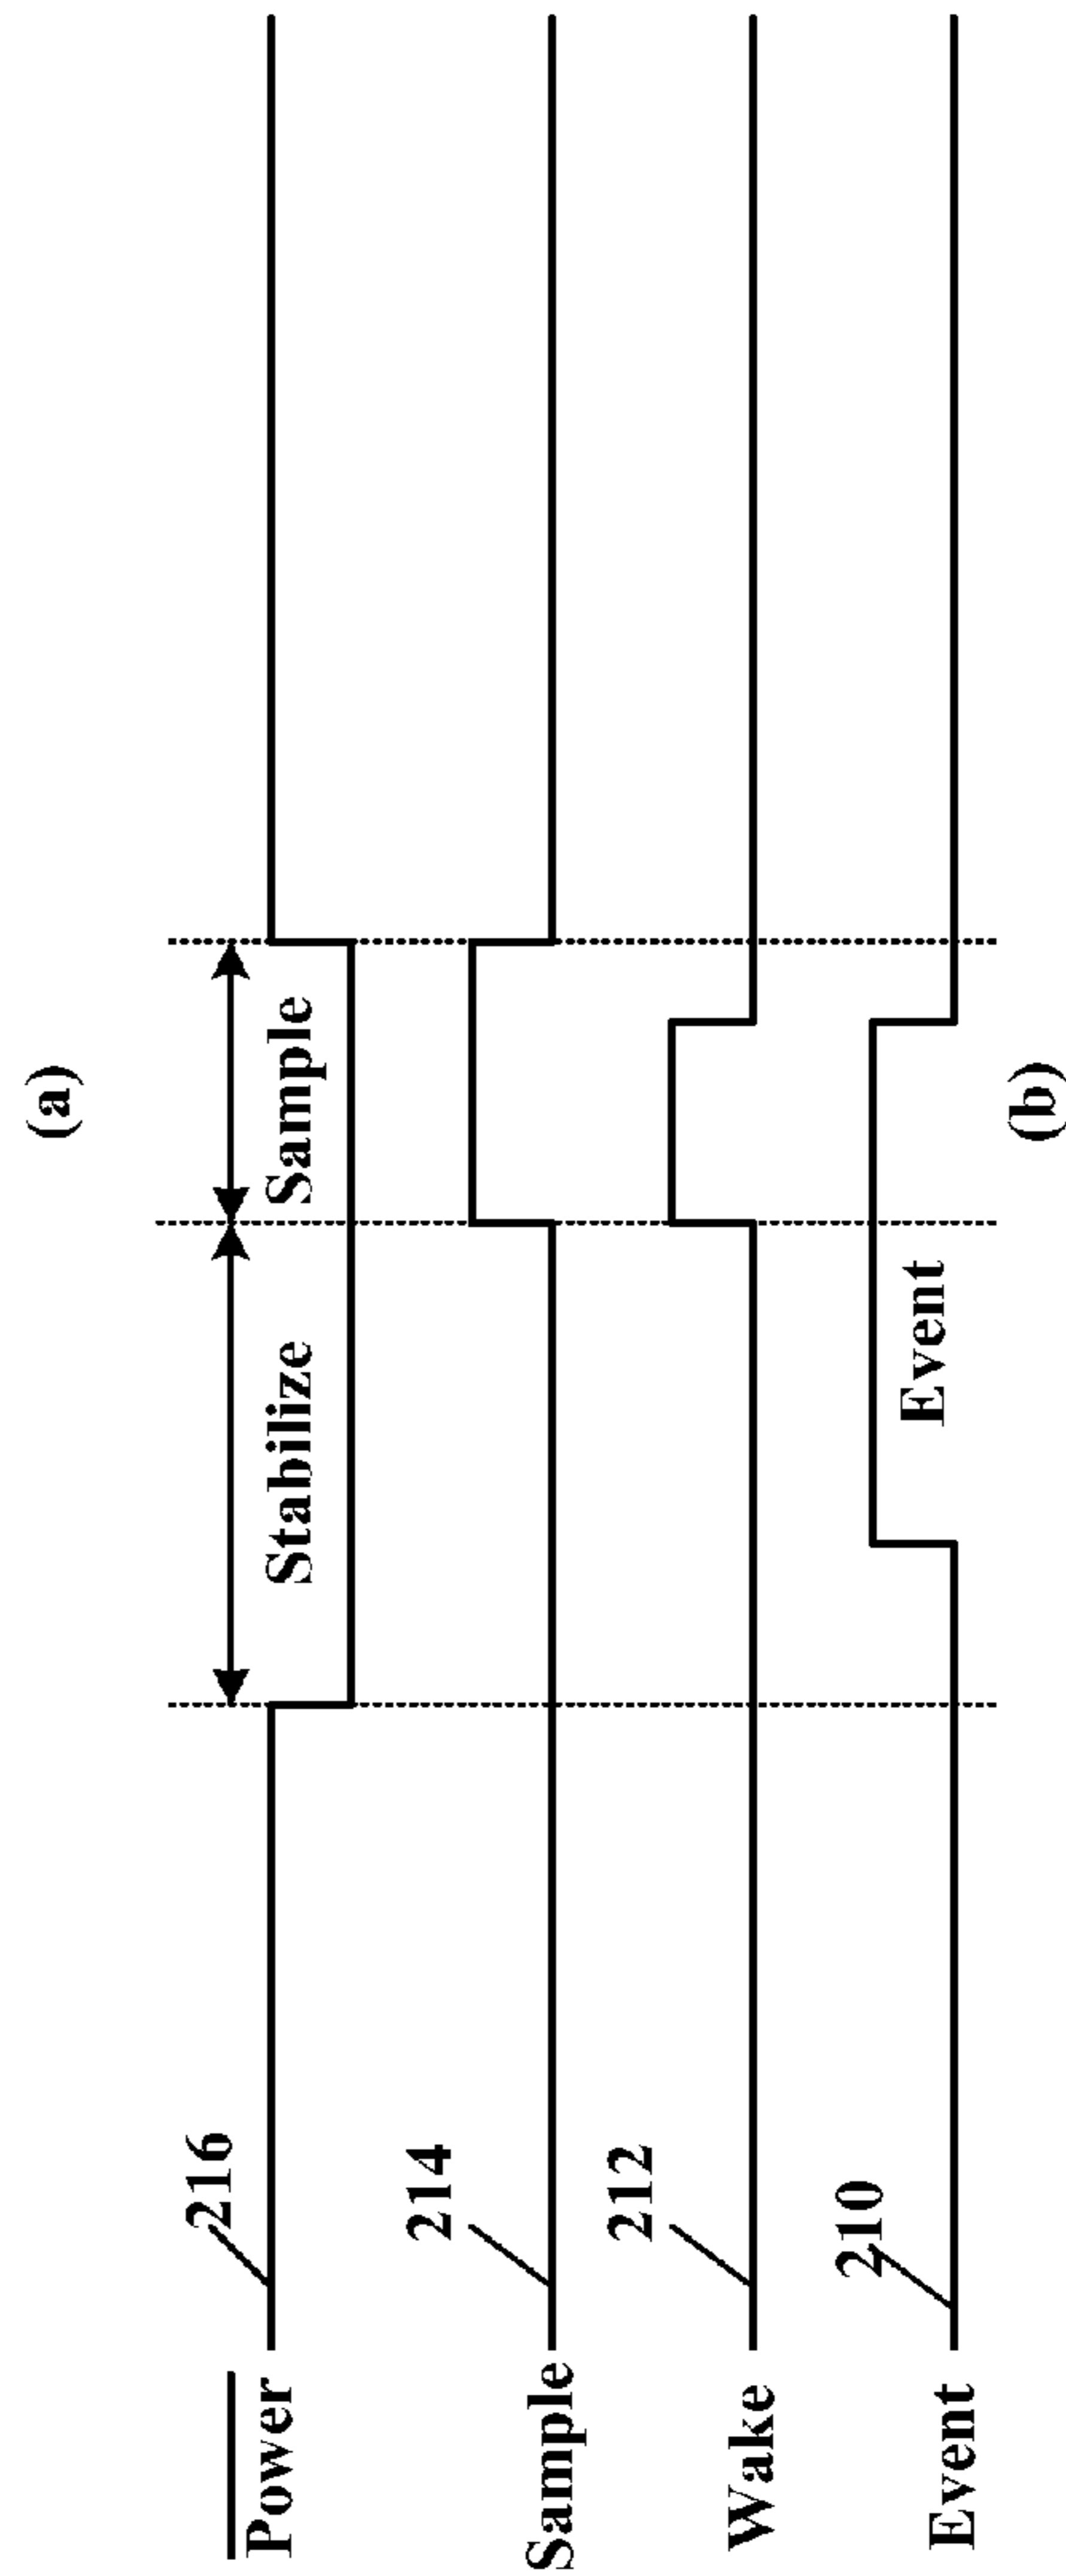 (a)
Stabilize
Sample
Power
216
Sample
214
Wake
212
Event
210
Event
(b)